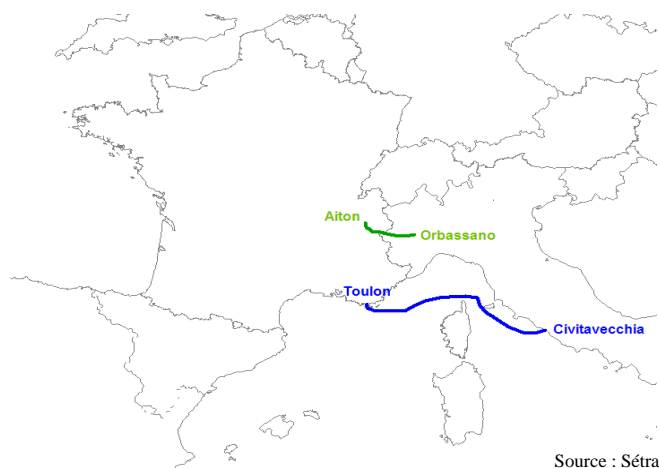 Aiton
Orbassano
Toulon
Civitavecchia
Source : Sétra